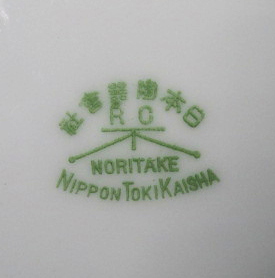 日本陶器會社
RC
NORITAKE
NIPPON TOKI KAISHA